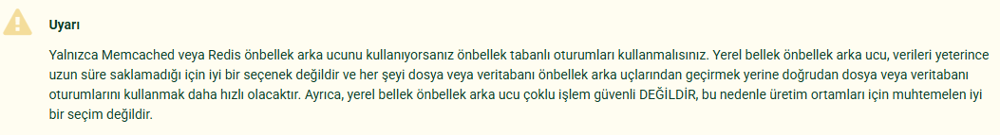 Uyarı
Yalnızca Memcached veya Redis önbellek arka ucunu kullanıyorsanız önbellek tabanlı oturumları kullanmalısınız. Yerel bellek önbellek arka ucu, verileri yeterince
uzun süre saklamadığı için iyi bir seçenek değildir ve her şeyi dosya veya veritabanı önbellek arka uçlarından geçirmek yerine doğrudan dosya veya veritabanı
oturumlarını kullanmak daha hızlı olacaktır. Ayrıca, yerel bellek önbellek arka ucu çoklu işlem güvenli DEĞİLDİR, bu nedenle üretim ortamları için muhtemelen iyi
bir seçim değildir.